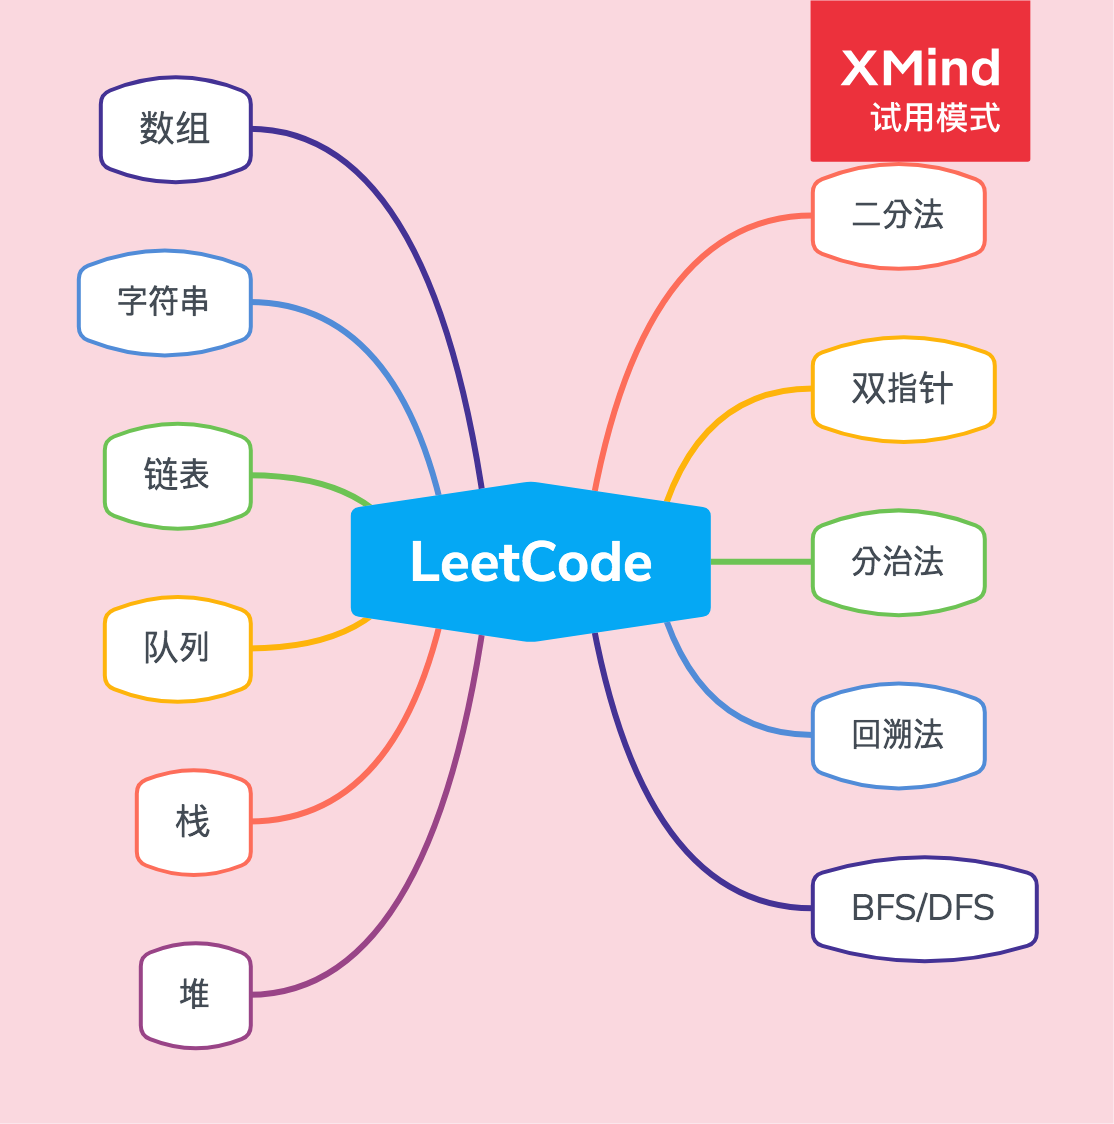 XMind
试用模式
数组
字符串
链表
队列
栈
堆
LeetCode
二分法
双指针
分治法
回溯法
BFS/DFS